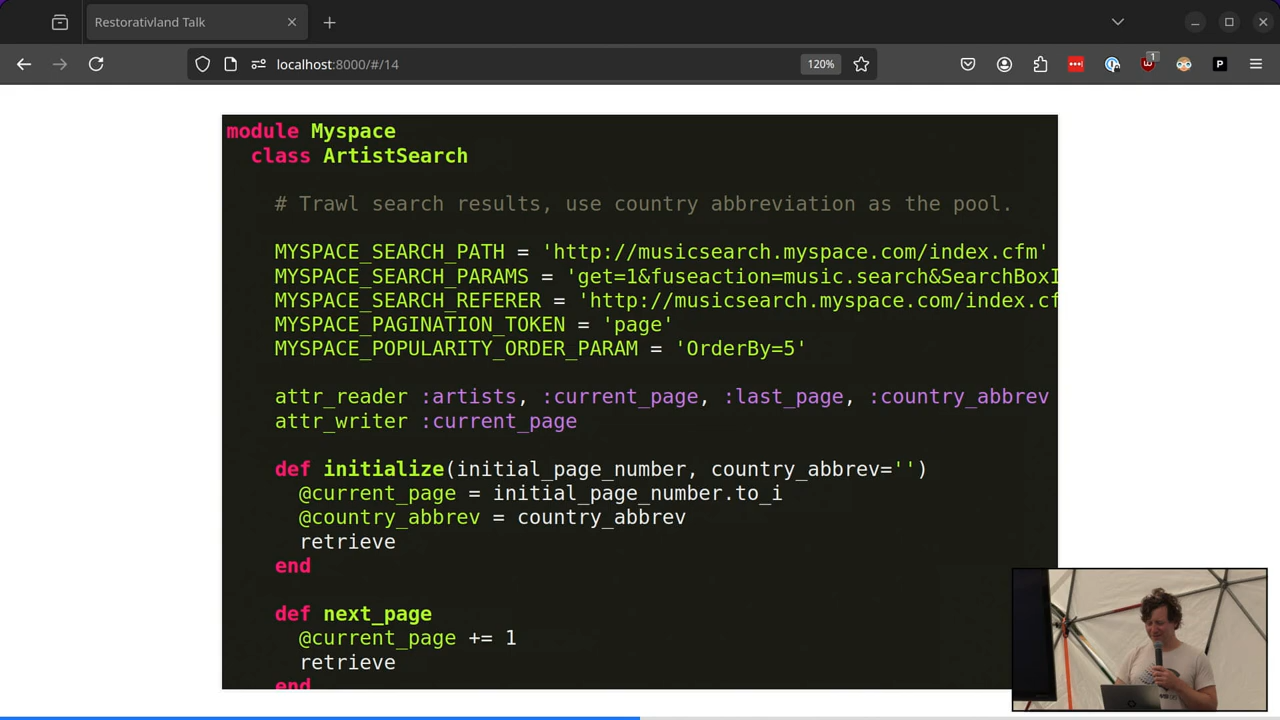 Restorativland Talk
localhost:8000/#/14
120%
1
P
module Myspace
class ArtistSearch
# Trawl search results, use country abbreviation as the pool.
MYSPACE_SEARCH_PATH = 'http://musicsearch.myspace.com/index.cfm'
MYSPACE_SEARCH_PARAMS = 'get=1&fuseaction=music.search&SearchBoxI
MYSPACE_SEARCH_REFERER = 'http://musicsearch.myspace.com/index.cf
MYSPACE_PAGINATION_TOKEN = 'page'
MYSPACE_POPULARITY_ORDER_PARAM = 'OrderBy=5'
attr_reader :artists, :current_page, :last_page, :country_abbrev
attr_writer :current_page
def initialize(initial_page_number, country_abbrev='')
@current_page = initial_page_number.to_i
@country_abbrev = country_abbrev
retrieve
end
def next_page
@current_page += 1
retrieve
end